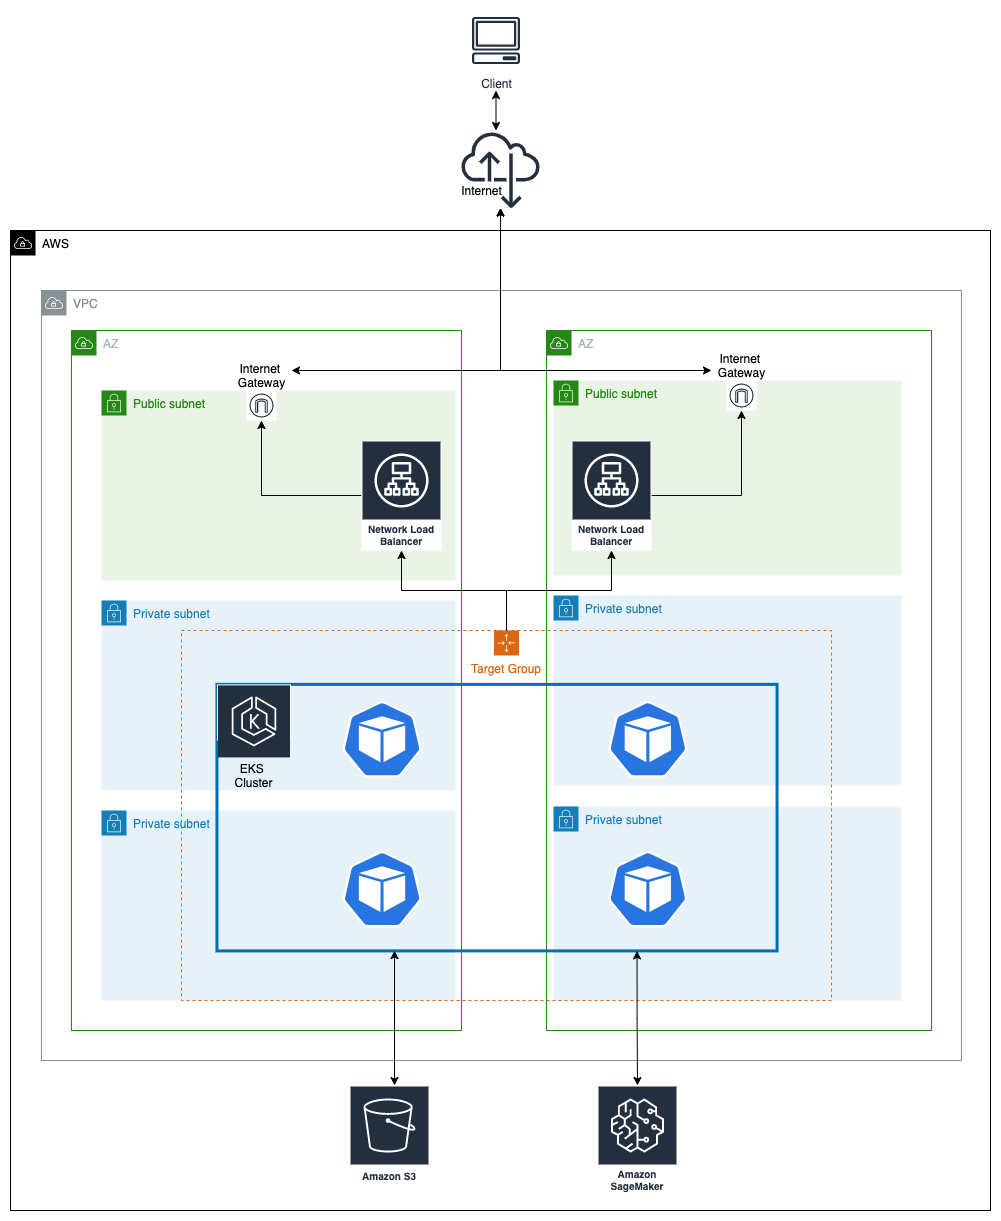 Client
Internet
AWS
VPC
AZ
AZ
Internet
Gateway
Internet
Gateway
Public subnet
Public subnet
Network Load
Balancer
Network Load
Balancer
Private subnet
Private subnet
Target Group
EKS
Cluster
Private subnet
Private subnet
Amazon S3
Amazon
SageMaker